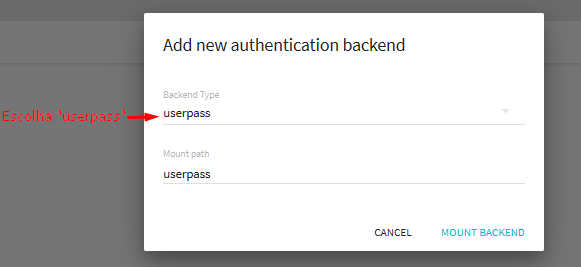 Add new authentication backend
Backend Type
Escolha "userpass"
userpass
Mount path
userpass
CANCEL
MOUNT BACKEND